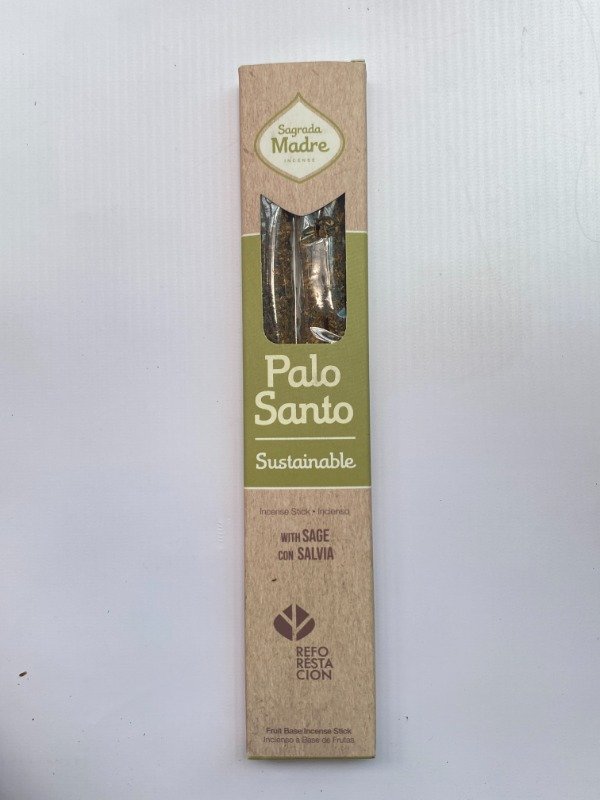 Sagrada
Madre
INCENSE
Palo
Santo
Sustainable
Incense Stick • Incienso
WITH SAGE
CON SALVIA
REFO
RESTA
CION
Fruit Base Incense Stick
Incienso a Base de Frutas